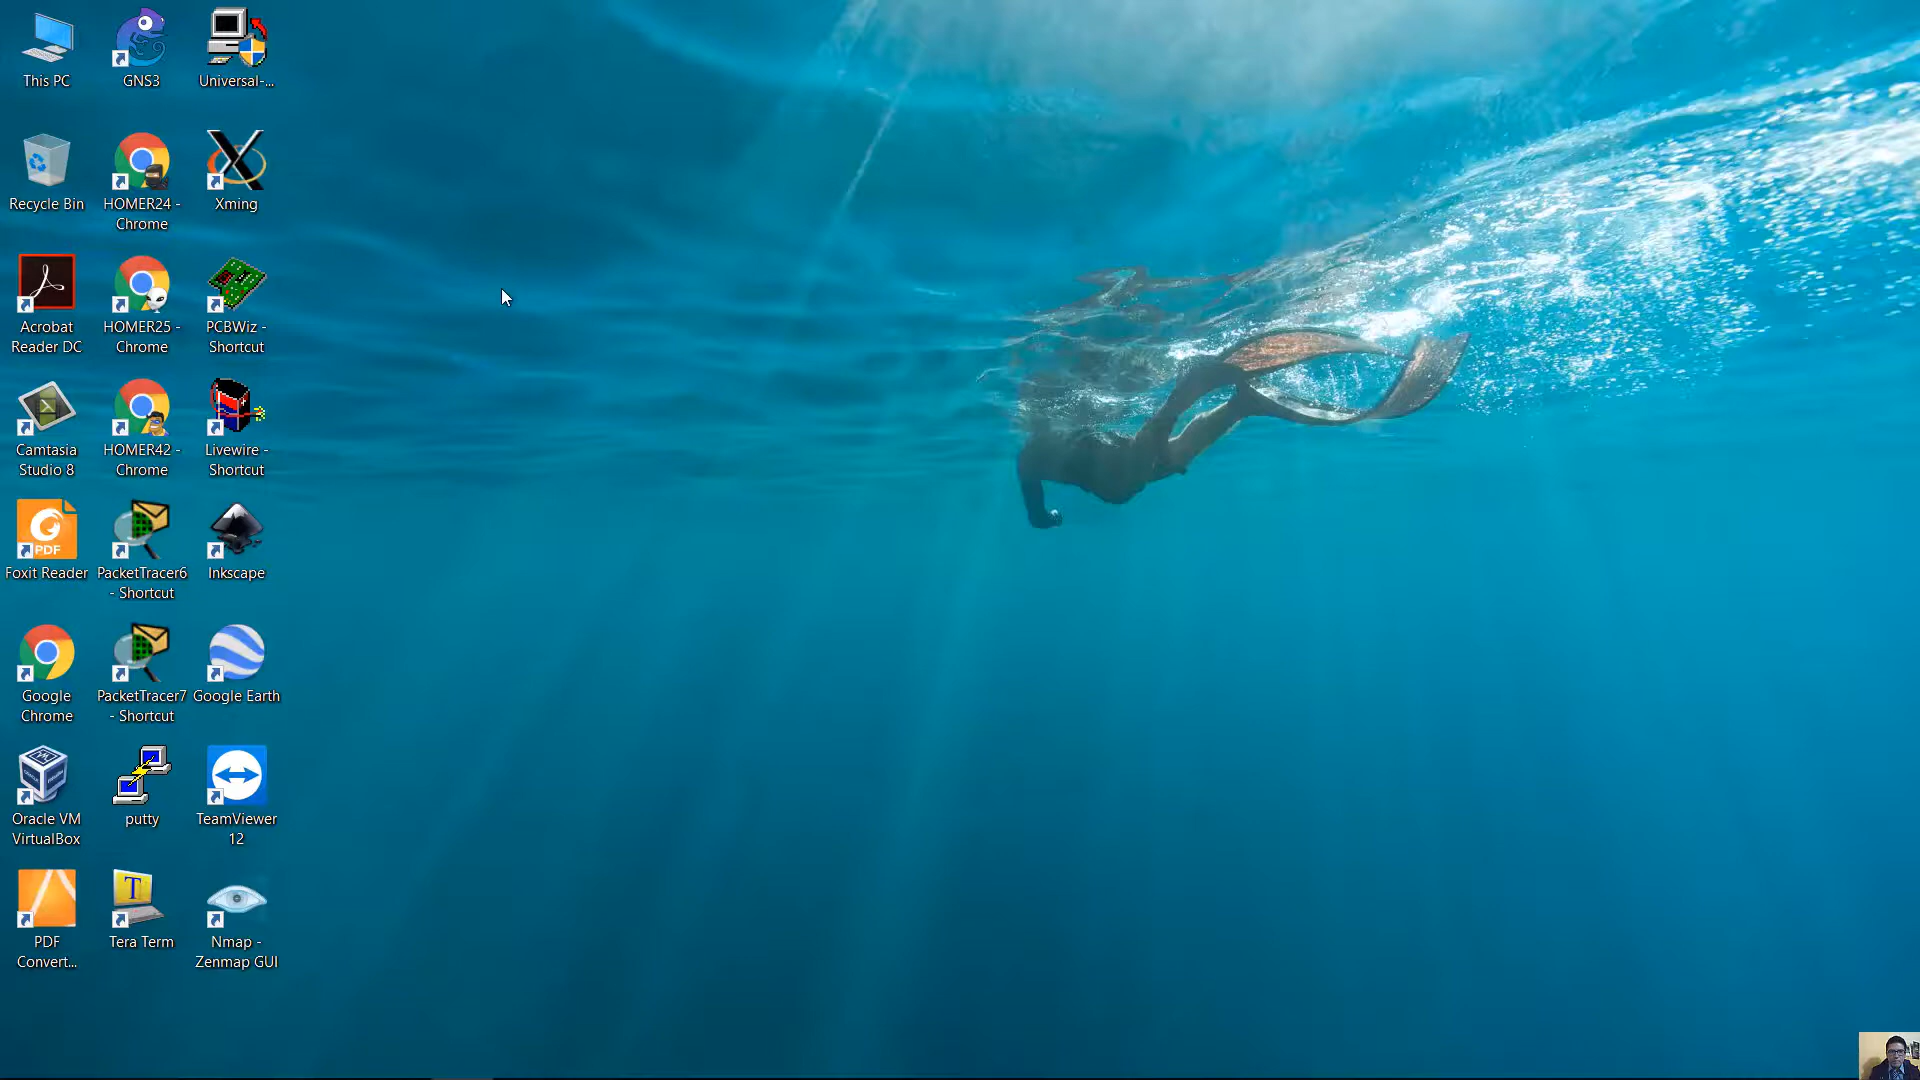 This PC
GNS3
Universal-...
Recycle Bin
HOMER24 -
Chrome
Xming
Acrobat
Reader DC
HOMER25 -
Chrome
PCBWiz -
Shortcut
Camtasia
Studio 8
HOMER42 -
Chrome
Livewire -
Shortcut
PDF
Foxit Reader
PacketTracer6
- Shortcut
Inkscape
Google
Chrome
PacketTracer7
- Shortcut
Google Earth
Oracle VM
VirtualBox
putty
TeamViewer
12
PDF
Convert...
T
Tera Term
Nmap -
Zenmap GUI